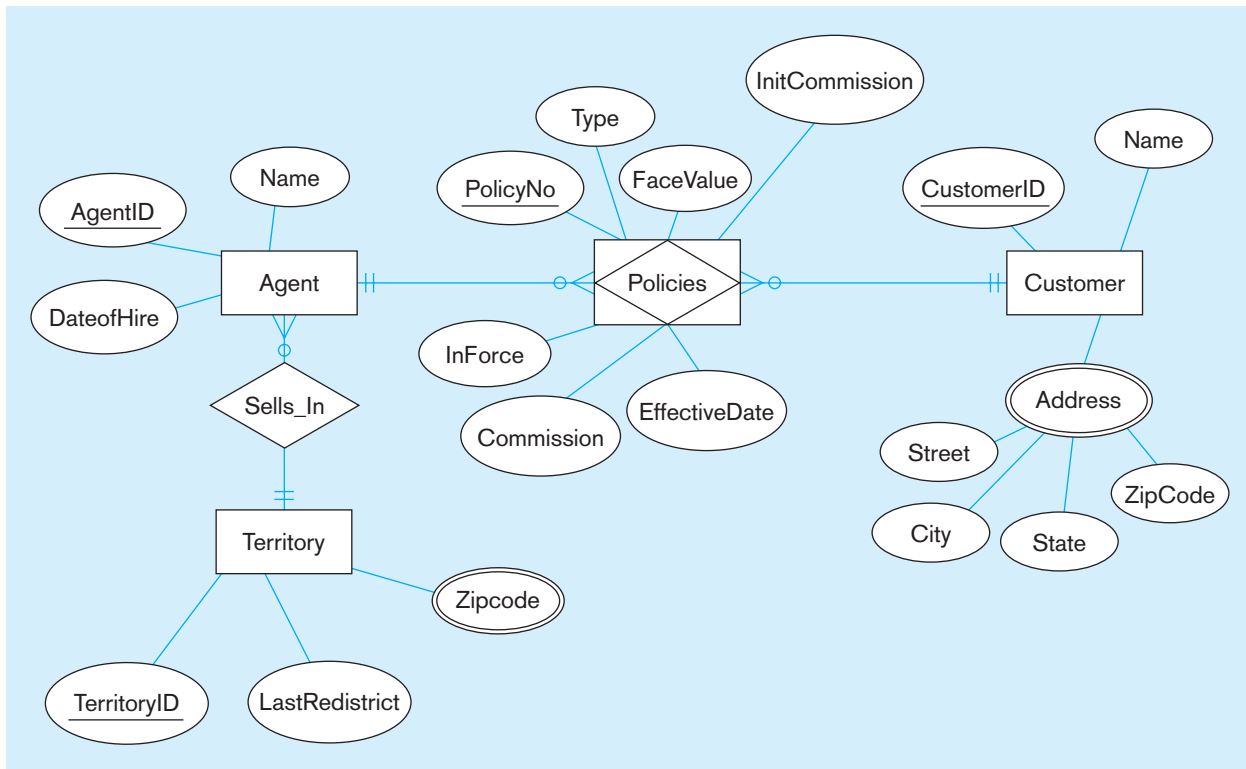 InitCommission
Type
Name
Name
FaceValue
PolicyNo
CustomerID
AgentID
Agent
Policies
Customer
DateofHire
InForce
Sells_In
Address
EffectiveDate
Commission
Street
ZipCode
City
State
Territory
Zipcode
TerritoryID
LastRedistrict